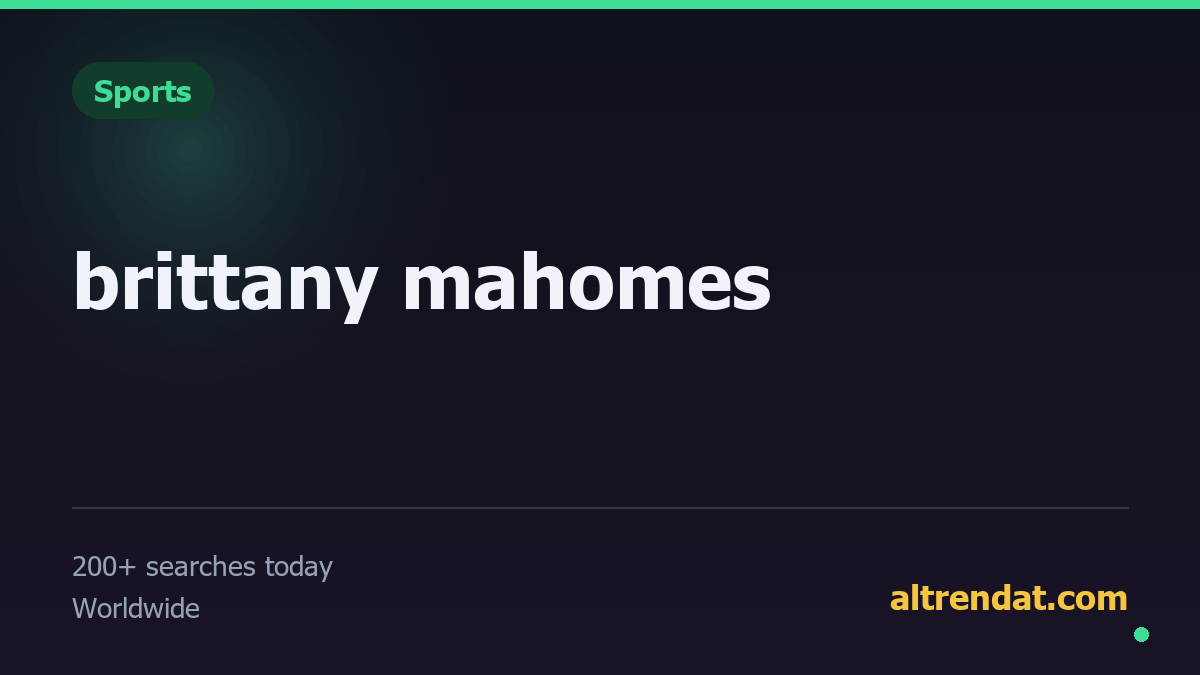 Sports
brittany mahomes
200+ searches today
Worldwide
altrendat.com